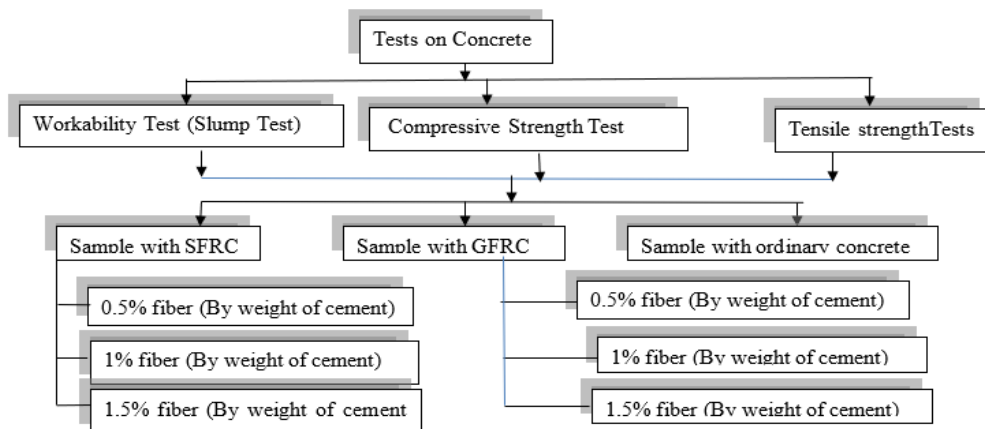 Tests on Concrete
Workability Test (Slump Test)
Compressive Strength Test
Tensile strengthTests
Sample with SFRC
Sample with GFRC
Sample with ordinary concrete
0.5% fiber (By weight of cement)
1% fiber (By weight of cement)
1.5% fiber (By weight of cement
0.5% fiber (By weight of cement)
1% fiber (By weight of cement)
1.5% fiber (By weight of cement)